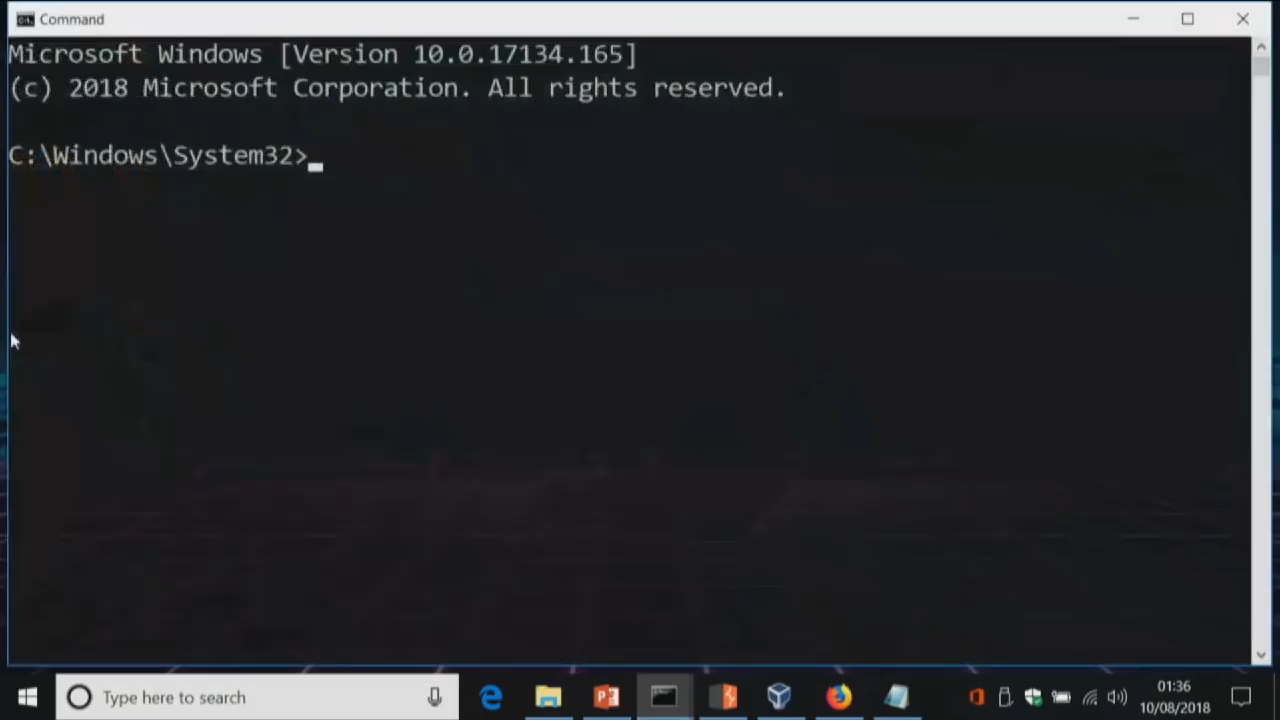 Command
Microsoft Windows [Version 10.0.17134.165]
(c) 2018 Microsoft Corporation. All rights reserved.
C:\Windows\System32>
Type here to search
01:36
10/08/2018